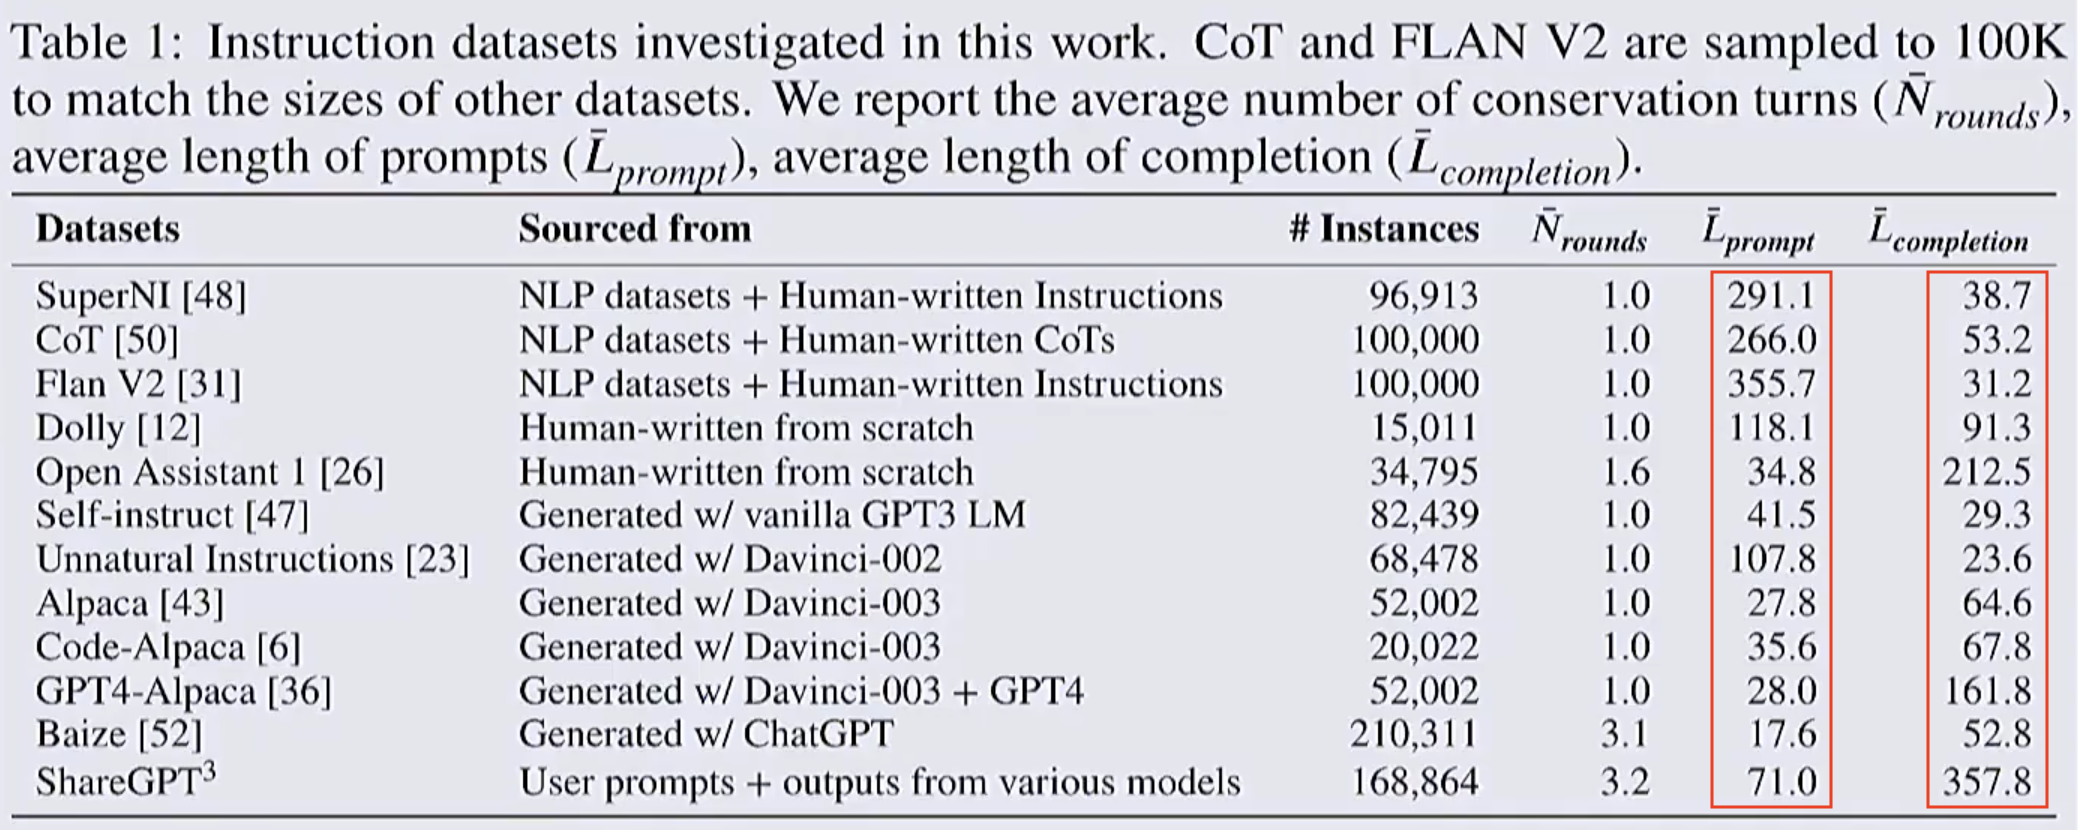 Table 1: Instruction datasets investigated in this work. CoT and FLAN V2 are sampled to 100K
to match the sizes of other datasets. We report the average number of conservation turns (N̄rounds),
average length of prompts (L̄prompt), average length of completion (L̄completion).
Datasets Sourced from # Instances N̄rounds L̄prompt L̄completion
SuperNI [48] NLP datasets + Human-written Instructions 96,913 1.0 291.1 38.7
CoT [50] NLP datasets + Human-written CoTs 100,000 1.0 266.0 53.2
Flan V2 [31] NLP datasets + Human-written Instructions 100,000 1.0 355.7 31.2
Dolly [12] Human-written from scratch 15,011 1.0 118.1 91.3
Open Assistant 1 [26] Human-written from scratch 34,795 1.6 34.8 212.5
Self-instruct [47] Generated w/ vanilla GPT3 LM 82,439 1.0 41.5 29.3
Unnatural Instructions [23] Generated w/ Davinci-002 68,478 1.0 107.8 23.6
Alpaca [43] Generated w/ Davinci-003 52,002 1.0 27.8 64.6
Code-Alpaca [6] Generated w/ Davinci-003 20,022 1.0 35.6 67.8
GPT4-Alpaca [36] Generated w/ Davinci-003 + GPT4 52,002 1.0 28.0 161.8
Baize [52] Generated w/ ChatGPT 210,311 3.1 17.6 52.8
ShareGPT³ User prompts + outputs from various models 168,864 3.2 71.0 357.8